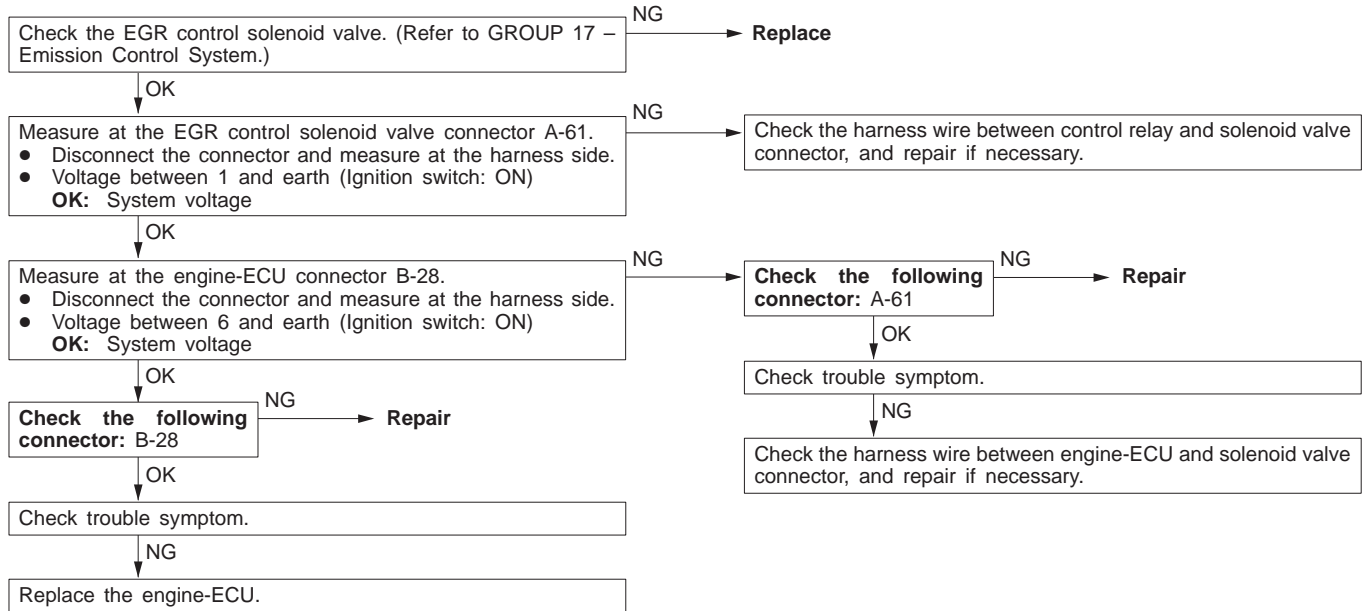 Check the EGR control solenoid valve. (Refer to GROUP 17 –
Emission Control System.)
NG
Replace
OK
Measure at the EGR control solenoid valve connector A-61.
● Disconnect the connector and measure at the harness side.
● Voltage between 1 and earth (Ignition switch: ON)
OK: System voltage
NG
Check the harness wire between control relay and solenoid valve
connector, and repair if necessary.
OK
Measure at the engine-ECU connector B-28.
● Disconnect the connector and measure at the harness side.
● Voltage between 6 and earth (Ignition switch: ON)
OK: System voltage
NG
Check the following
connector: A-61
NG
Repair
OK
Check trouble symptom.
NG
Check the harness wire between engine-ECU and solenoid valve
connector, and repair if necessary.
OK
Check the following
connector: B-28
NG
Repair
OK
Check trouble symptom.
NG
Replace the engine-ECU.